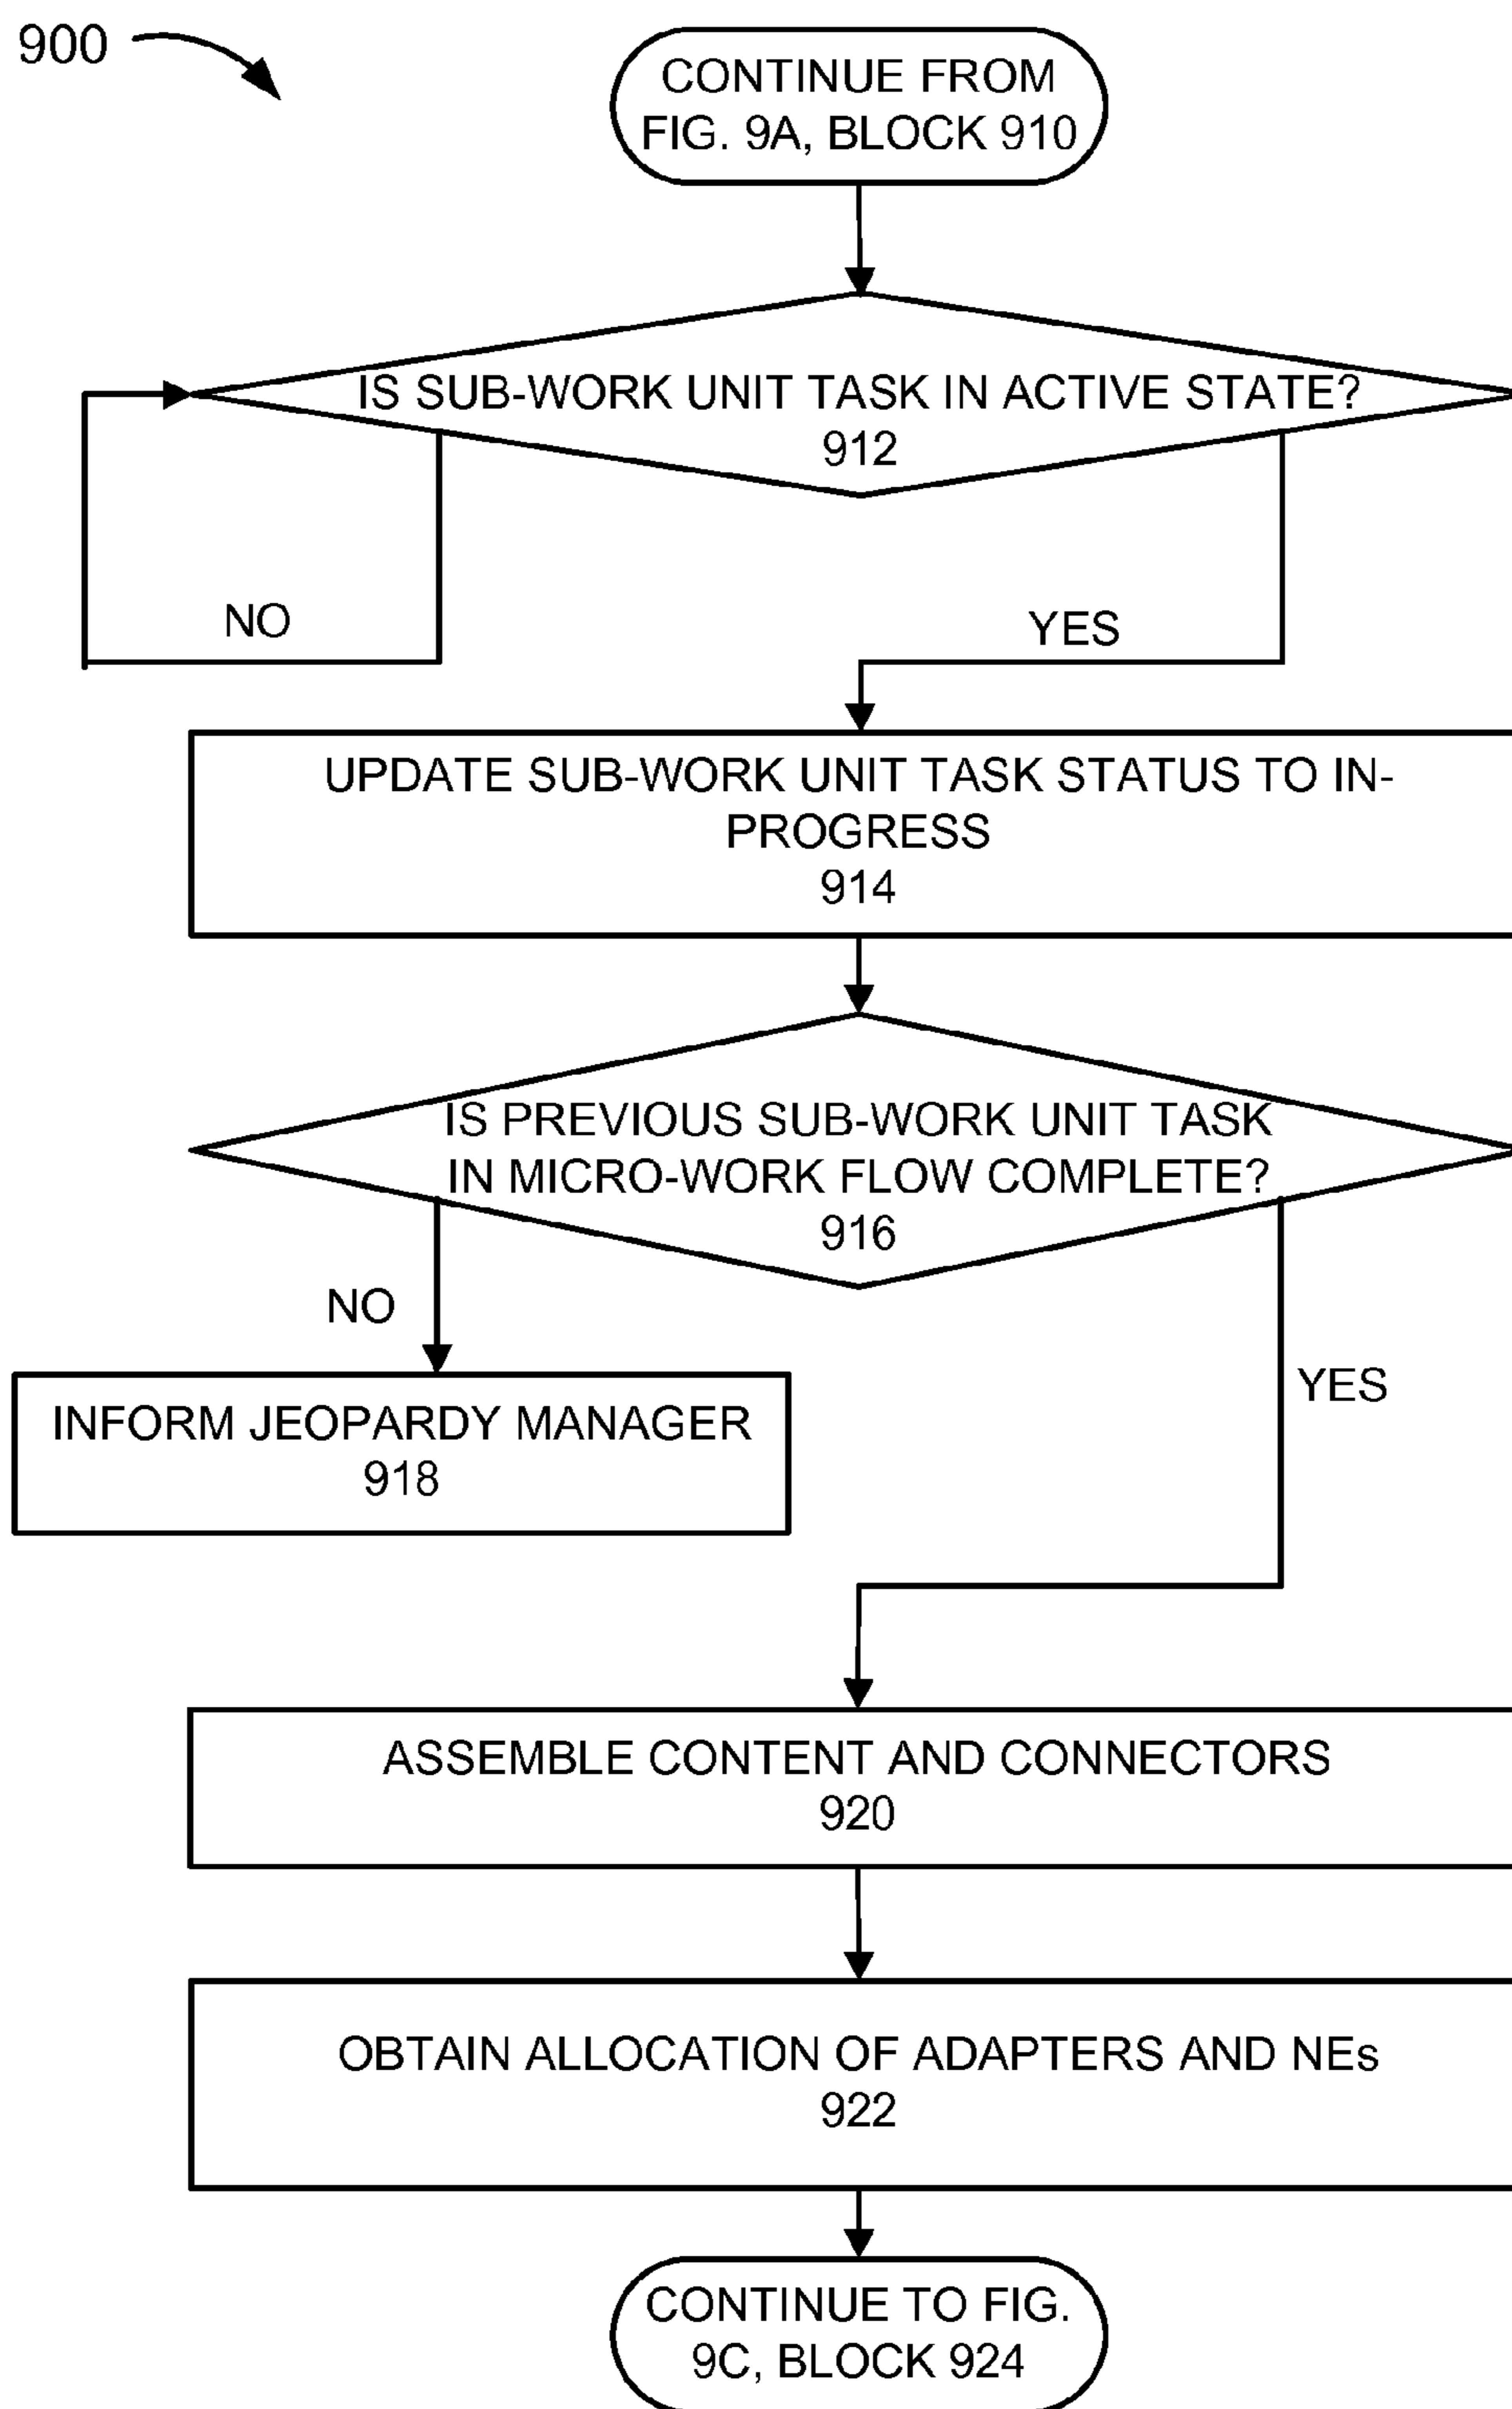 900
CONTINUE FROM
FIG. 9A, BLOCK 910
IS SUB-WORK UNIT TASK IN ACTIVE STATE?
912
NO
YES
UPDATE SUB-WORK UNIT TASK STATUS TO IN-
PROGRESS
914
IS PREVIOUS SUB-WORK UNIT TASK
IN MICRO-WORK FLOW COMPLETE?
916
NO
YES
INFORM JEOPARDY MANAGER
918
ASSEMBLE CONTENT AND CONNECTORS
920
OBTAIN ALLOCATION OF ADAPTERS AND NEs
922
CONTINUE TO FIG.
9C, BLOCK 924